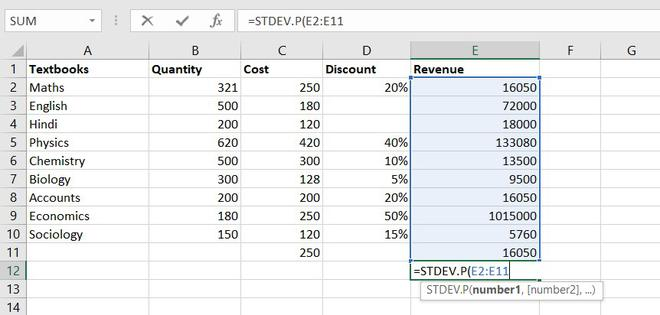 SUM =STDEV.P(E2:E11
A B C D E F G
1 Textbooks Quantity Cost Discount Revenue
2 Maths 321 250 20% 16050
3 English 500 180 72000
4 Hindi 200 120 18000
5 Physics 620 420 40% 133080
6 Chemistry 500 300 10% 13500
7 Biology 300 128 5% 9500
8 Accounts 200 200 20% 16050
9 Economics 180 250 50% 1015000
10 Sociology 150 120 15% 5760
11 250 16050
12 =STDEV.P(E2:E11
13 STDEV.P(number1, [number2], ...)
14